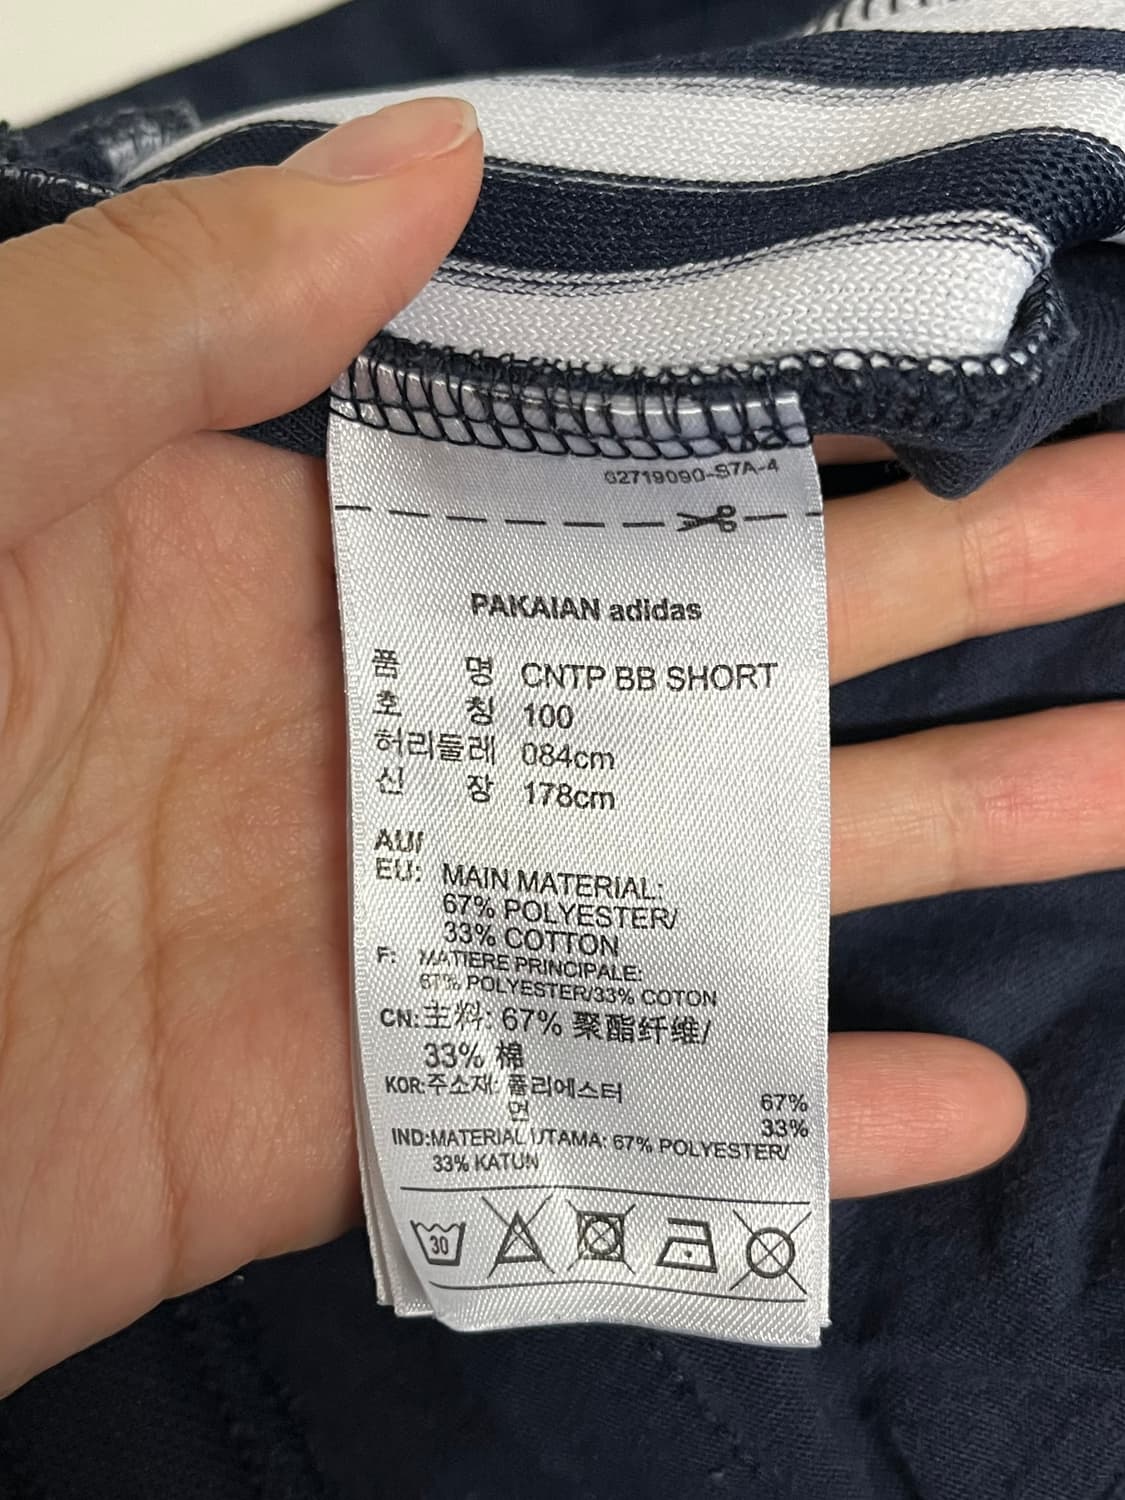 62719090-S7A-4
PAKAIAN adidas
품 명 CNTP BB SHORT
호 칭 100
허리둘레 084cm
신 장 178cm
AU/
EU: MAIN MATERIAL:
67% POLYESTER/
33% COTTON
F: MATIERE PRINCIPALE:
67% POLYESTER/33% COTON
CN:主料: 67% 聚酯纤维/
33% 棉
KOR:주소재: 폴리에스터 67%
면 33%
IND:MATERIAL UTAMA: 67% POLYESTER/
33% KATUN
30